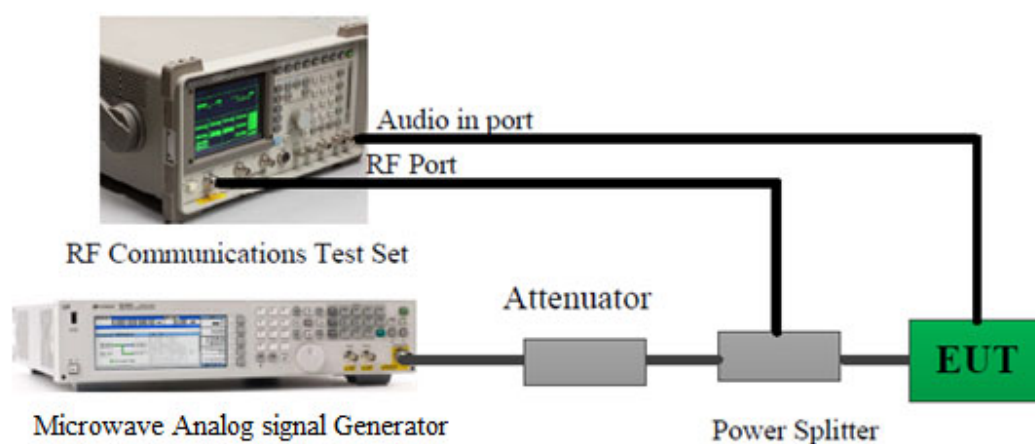 Audio in port
RF Port
RF Communications Test Set
Attenuator
EUT
Microwave Analog signal Generator
Power Splitter